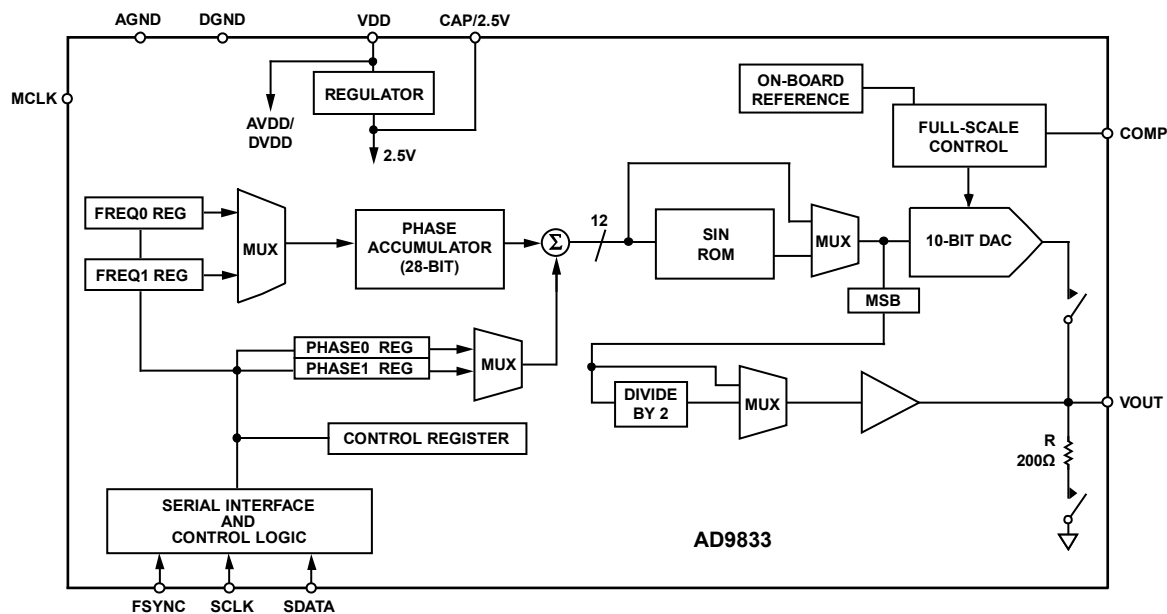 AGND
DGND
VDD
CAP/2.5V
MCLK
REGULATOR
AVDD/
DVDD
2.5V
ON-BOARD
REFERENCE
FULL-SCALE
CONTROL
COMP
FREQ0 REG
FREQ1 REG
MUX
PHASE
ACCUMULATOR
(28-BIT)
Σ
12
SIN
ROM
MUX
10-BIT DAC
MSB
PHASE0 REG
PHASE1 REG
MUX
DIVIDE
BY 2
MUX
VOUT
R
200Ω
CONTROL REGISTER
SERIAL INTERFACE
AND
CONTROL LOGIC
AD9833
FSYNC
SCLK
SDATA